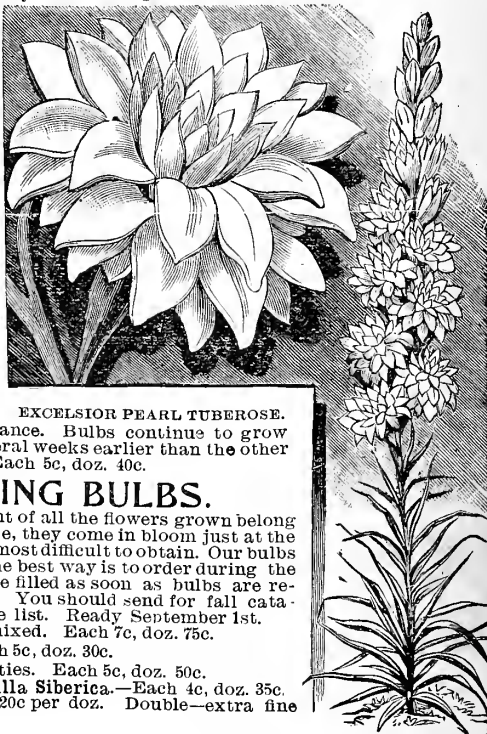 EXCELSIOR PEARL TUBEROSE.
ance. Bulbs continue to grow
ral weeks earlier than the other
Each 5c, doz. 40c.
ING BULBS.
nt of all the flowers grown belong
e, they come in bloom just at the
most difficult to obtain. Our bulbs
he best way is to order during the
e filled as soon as bulbs are re-
You should send for fall cata-
e list. Ready September 1st.
nixed. Each 7c, doz. 75c.
h 5c, doz. 30c.
ties. Each 5c, doz. 50c.
lla Siberica.—Each 4c, doz. 35c.
20c per doz. Double—extra fine